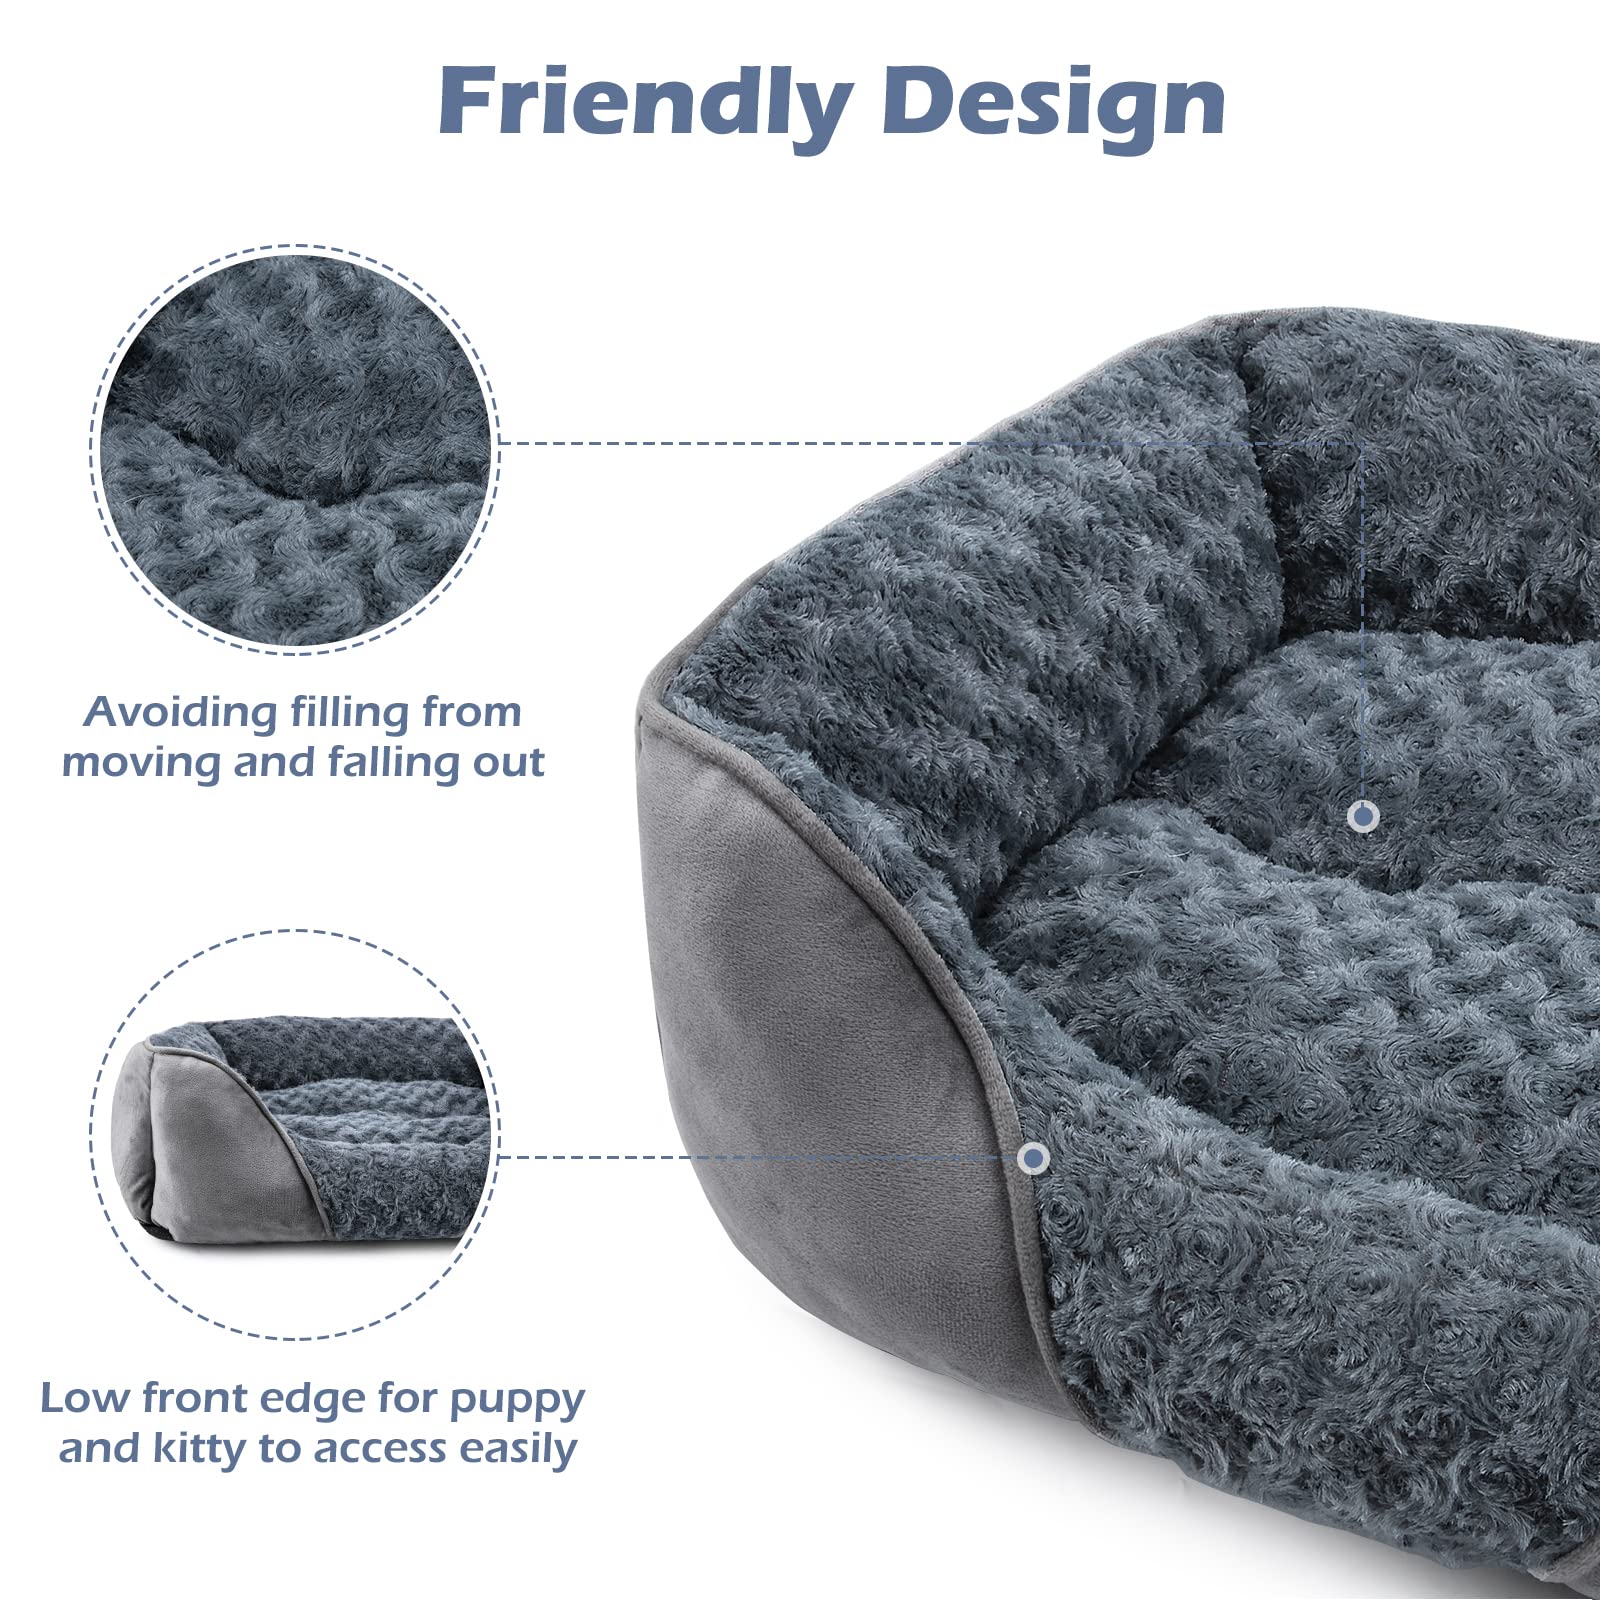 Friendly Design
Avoiding filling from
moving and falling out
Low front edge for puppy
and kitty to access easily